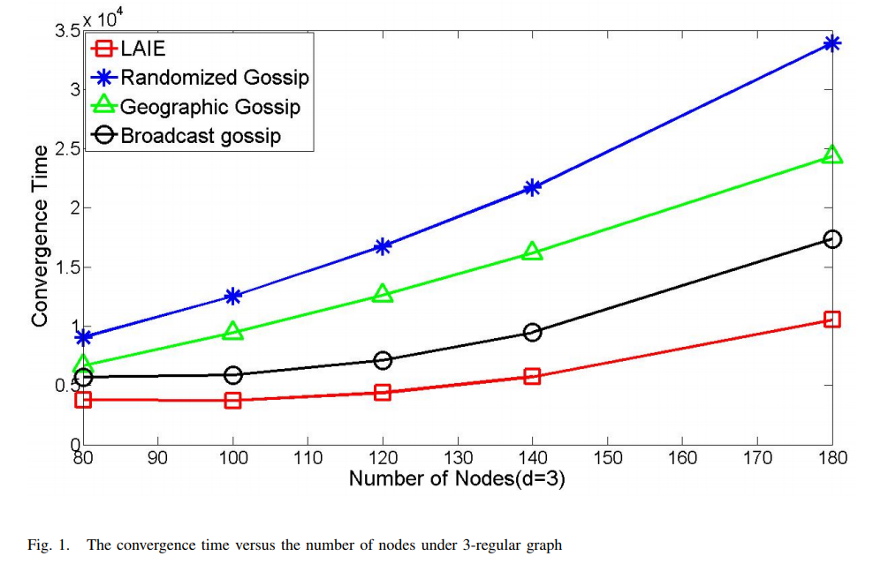 x 10^4
3.5
3
2.5
2
1.5
1
0.5
0
Convergence Time
LAIE
Randomized Gossip
Geographic Gossip
Broadcast gossip
80 90 100 110 120 130 140 150 160 170 180
Number of Nodes(d=3)
Fig. 1. The convergence time versus the number of nodes under 3-regular graph